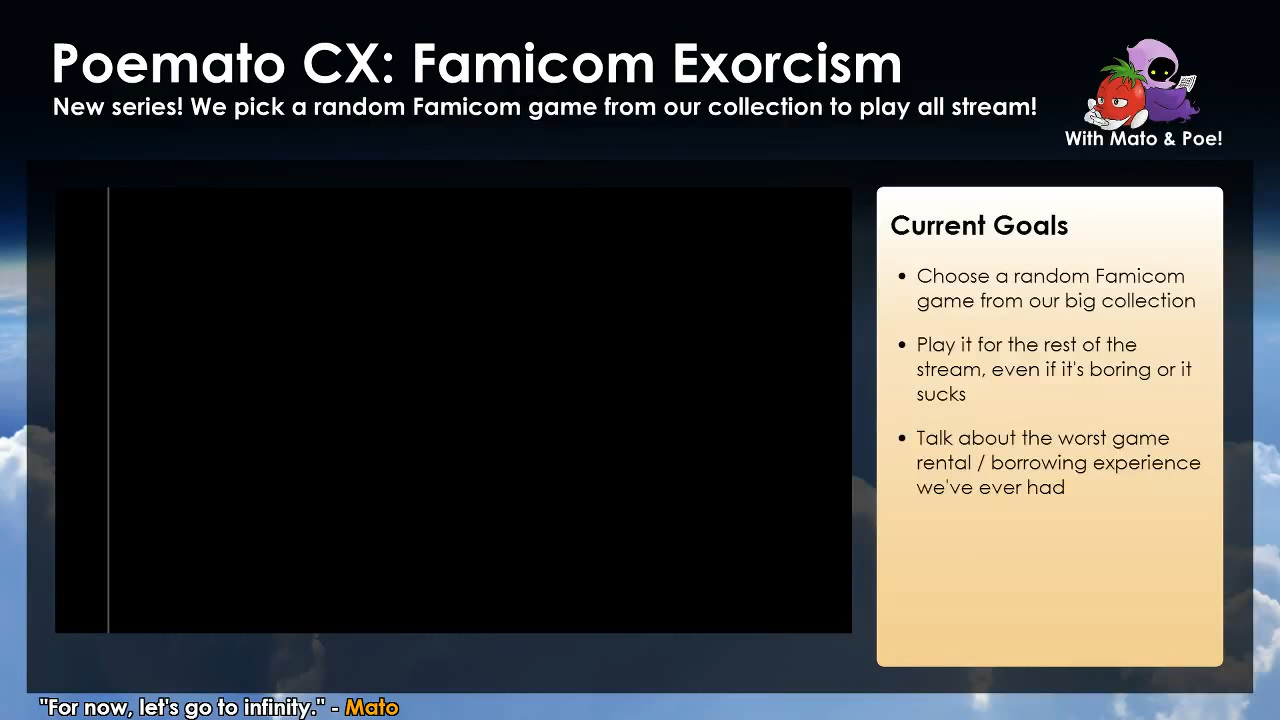 Poemato CX: Famicom Exorcism
New series! We pick a random Famicom game from our collection to play all stream!
With Mato & Poe!
Current Goals
• Choose a random Famicom
game from our big collection
• Play it for the rest of the
stream, even if it's boring or it
sucks
• Talk about the worst game
rental / borrowing experience
we've ever had
"For now, let's go to infinity." - Mato